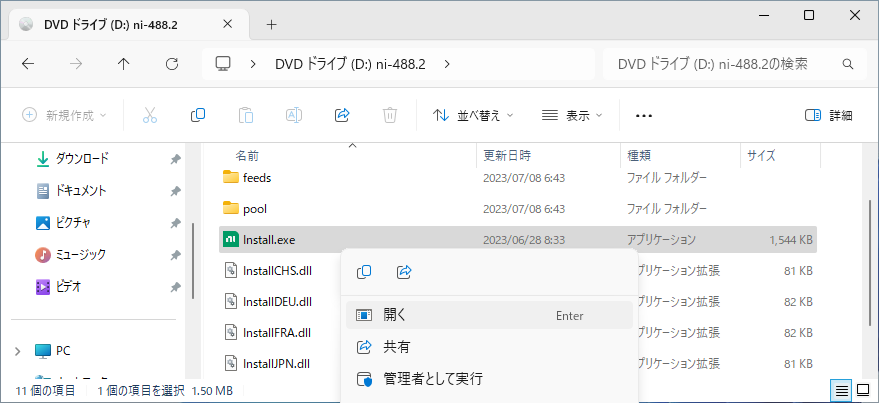 DVD ドライブ (D:) ni-488.2
DVD ドライブ (D:) ni-488.2
DVD ドライブ (D:) ni-488.2の検索
新規作成
並べ替え
表示
詳細
ダウンロード
ドキュメント
ピクチャ
ミュージック
ビデオ
PC
名前 更新日時 種類 サイズ
feeds 2023/07/08 6:43 ファイル フォルダー
pool 2023/07/08 6:43 ファイル フォルダー
Install.exe 2023/06/28 8:33 アプリケーション 1,544 KB
InstallCHS.dll プリケーション拡張 81 KB
InstallDEU.dll プリケーション拡張 82 KB
InstallFRA.dll プリケーション拡張 82 KB
InstallJPN.dll プリケーション拡張 81 KB
開く Enter
共有
管理者として実行
11 個の項目 1 個の項目を選択 1.50 MB